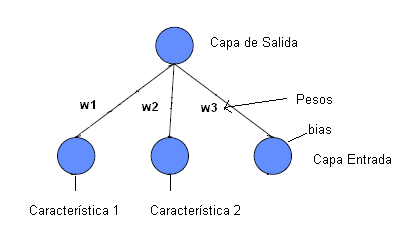 Capa de Salida
w1
w2
w3
Pesos
bias
Capa Entrada
Característica 1
Característica 2